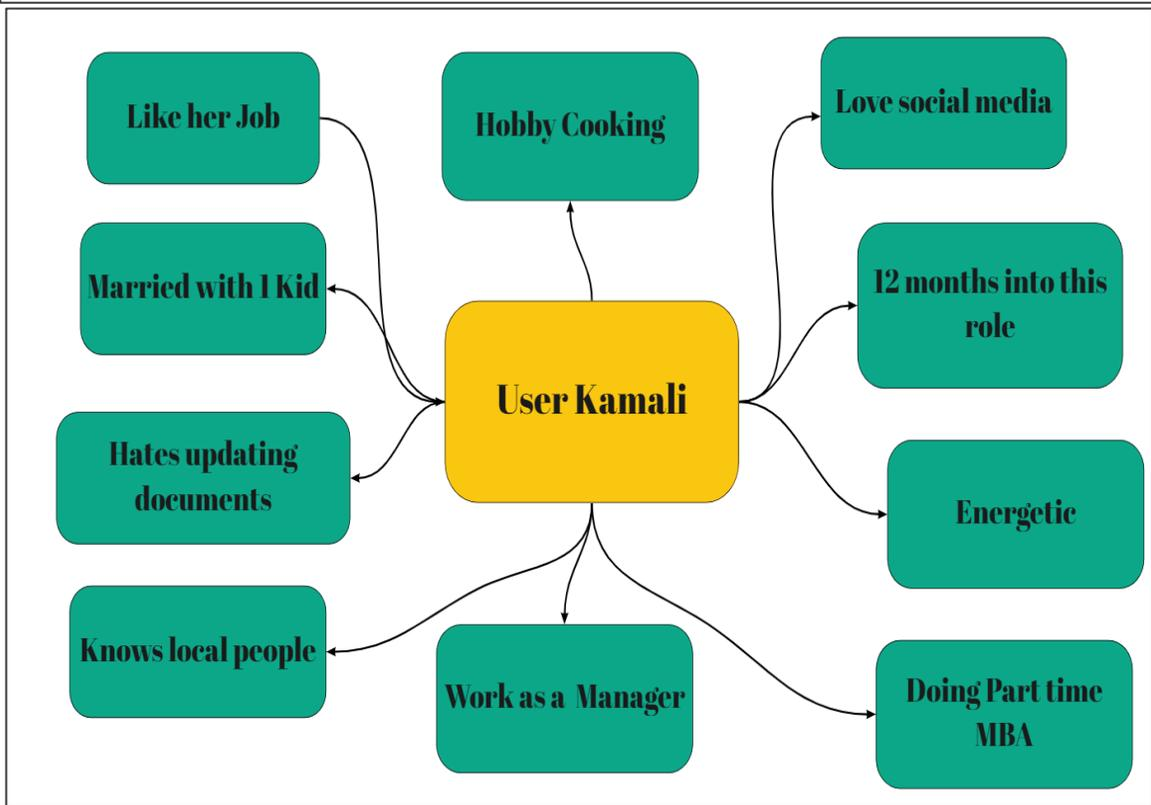 Like her Job
Hobby Cooking
Love social media
Married with 1 Kid
12 months into this
role
User Kamali
Hates updating
documents
Energetic
Knows local people
Work as a Manager
Doing Part time
MBA